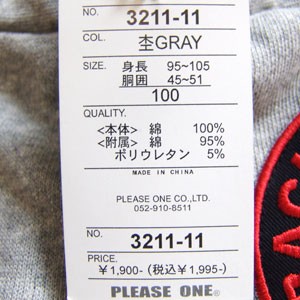 NO. 3211-11
COL. 杢GRAY
SIZE. 身長 95~105
胴囲 45~51
100
QUALITY.
<本体> 綿 100%
<附属> 綿 95%
ポリウレタン 5%
MADE IN CHINA
PLEASE ONE CO.,LTD.
052-910-8511
NO. 3211-11
PRICE.
¥1,900- (税込¥1,995-)
PLEASE ONE®